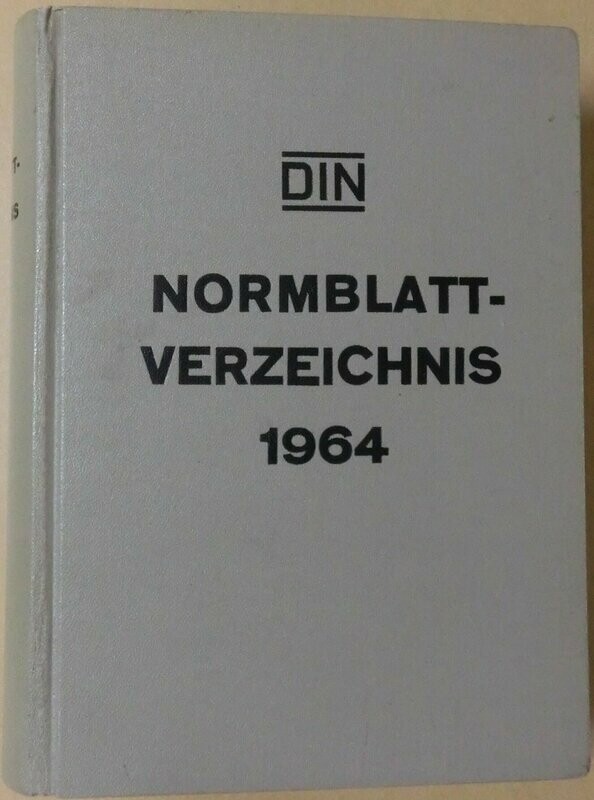 DIN
NORMBLATT-
VERZEICHNIS
1964